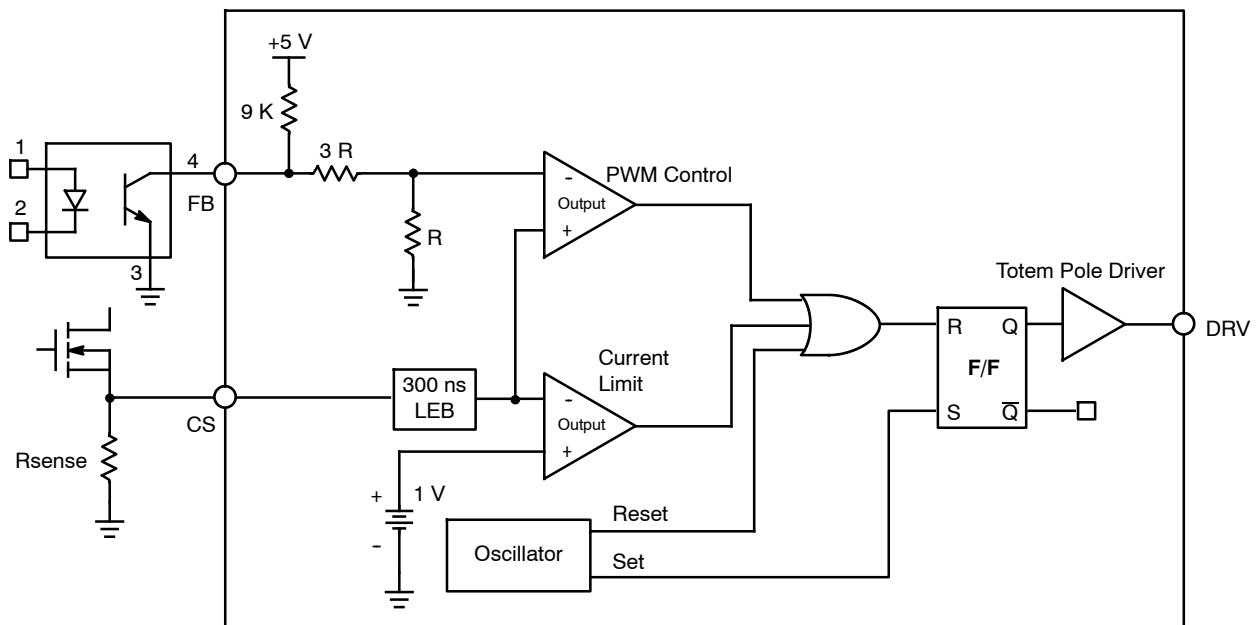 +5 V
9 K
1
2
4
3
FB
3 R
R
-
Output
+
PWM Control
Totem Pole Driver
R Q
F/F
S Q̅
DRV
CS
Rsense
300 ns
LEB
Current
Limit
-
Output
+
+
1 V
-
Oscillator
Reset
Set